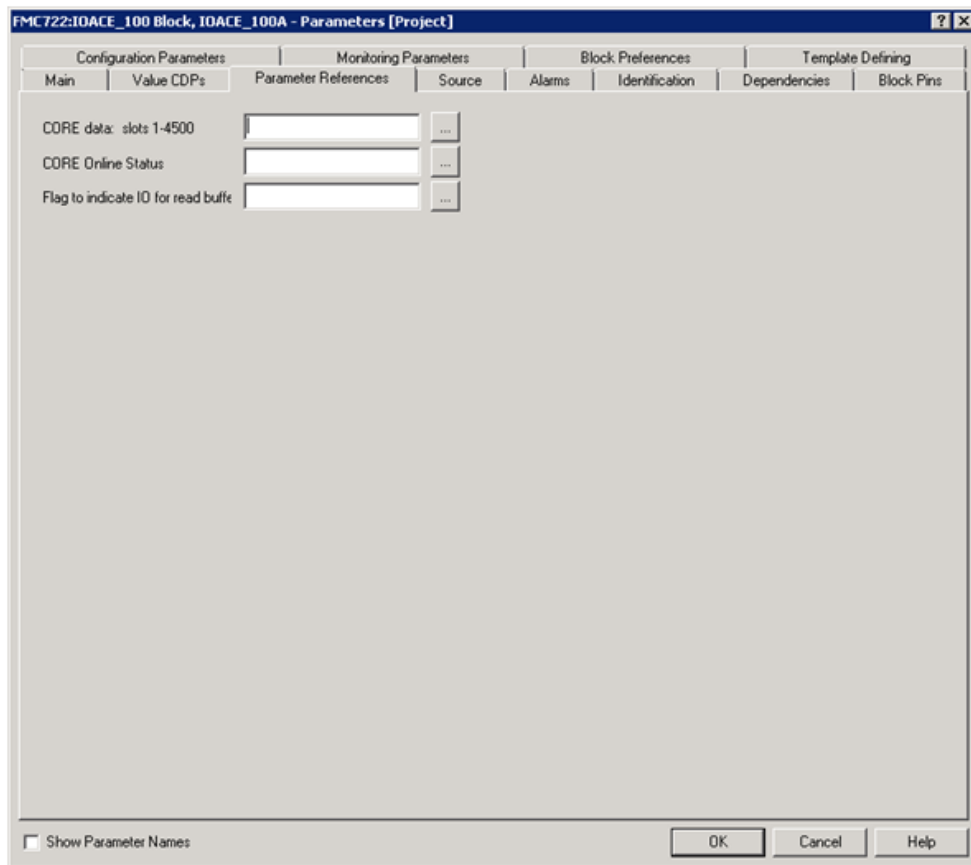 FMC722:IOACE_100 Block, IOACE_100A - Parameters [Project]
Configuration Parameters Monitoring Parameters Block Preferences Template Defining
Main Value CDPs Parameter References Source Alarms Identification Dependencies Block Pins
CORE data: slots 1-4500 ...
CORE Online Status ...
Flag to indicate IO for read buffe ...
Show Parameter Names OK Cancel Help